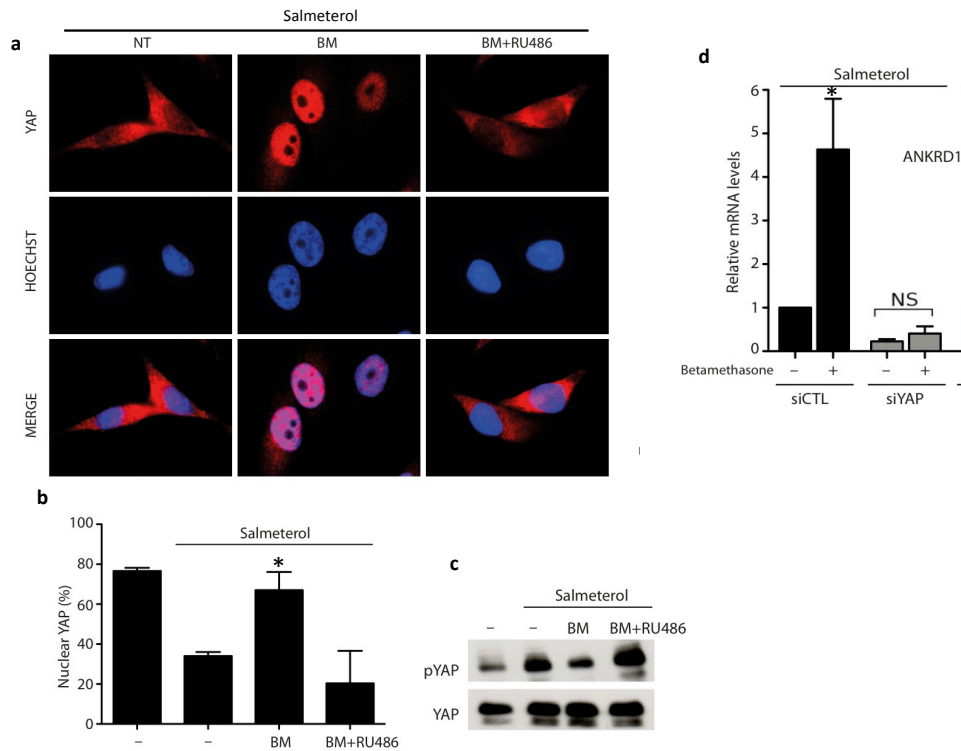 Salmeterol
a
NT BM BM+RU486
YAP
HOECHST
MERGE
b
100
80
60
40
20
0
Nuclear YAP (%)
Salmeterol
*
– – BM BM+RU486
c
Salmeterol
– – BM BM+RU486
pYAP
YAP
d
Salmeterol
6
5
4
2
1
0
Relative mRNA levels
*
ANKRD1
NS
Betamethasone – + – +
siCTL siYAP